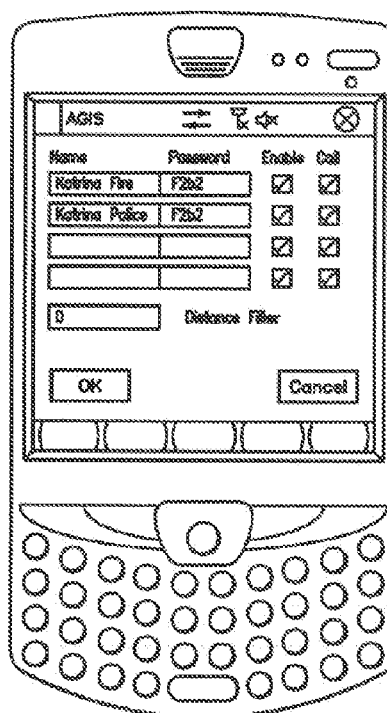 AGIS
Name Password Enable Call
Katrina Fire F2b2
Katrina Police F2b2
0 Distance Filter
OK Cancel